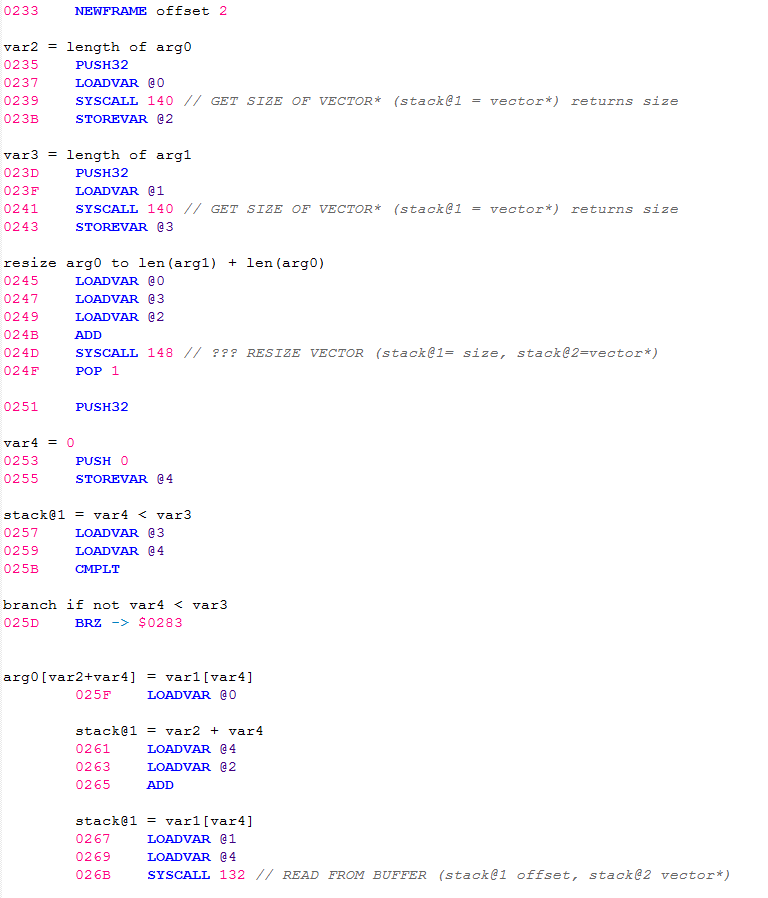 0233 NEWFRAME offset 2
var2 = length of arg0
0235 PUSH32
0237 LOADVAR @0
0239 SYSCALL 140 // GET SIZE OF VECTOR* (stack@1 = vector*) returns size
023B STOREVAR @2
var3 = length of arg1
023D PUSH32
023F LOADVAR @1
0241 SYSCALL 140 // GET SIZE OF VECTOR* (stack@1 = vector*) returns size
0243 STOREVAR @3
resize arg0 to len(arg1) + len(arg0)
0245 LOADVAR @0
0247 LOADVAR @3
0249 LOADVAR @2
024B ADD
024D SYSCALL 148 // ??? RESIZE VECTOR (stack@1= size, stack@2=vector*)
024F POP 1
0251 PUSH32
var4 = 0
0253 PUSH 0
0255 STOREVAR @4
stack@1 = var4 < var3
0257 LOADVAR @3
0259 LOADVAR @4
025B CMPLT
branch if not var4 < var3
025D BRZ -> $0283
arg0[var2+var4] = var1[var4]
025F LOADVAR @0
stack@1 = var2 + var4
0261 LOADVAR @4
0263 LOADVAR @2
0265 ADD
stack@1 = var1[var4]
0267 LOADVAR @1
0269 LOADVAR @4
026B SYSCALL 132 // READ FROM BUFFER (stack@1 offset, stack@2 vector*)